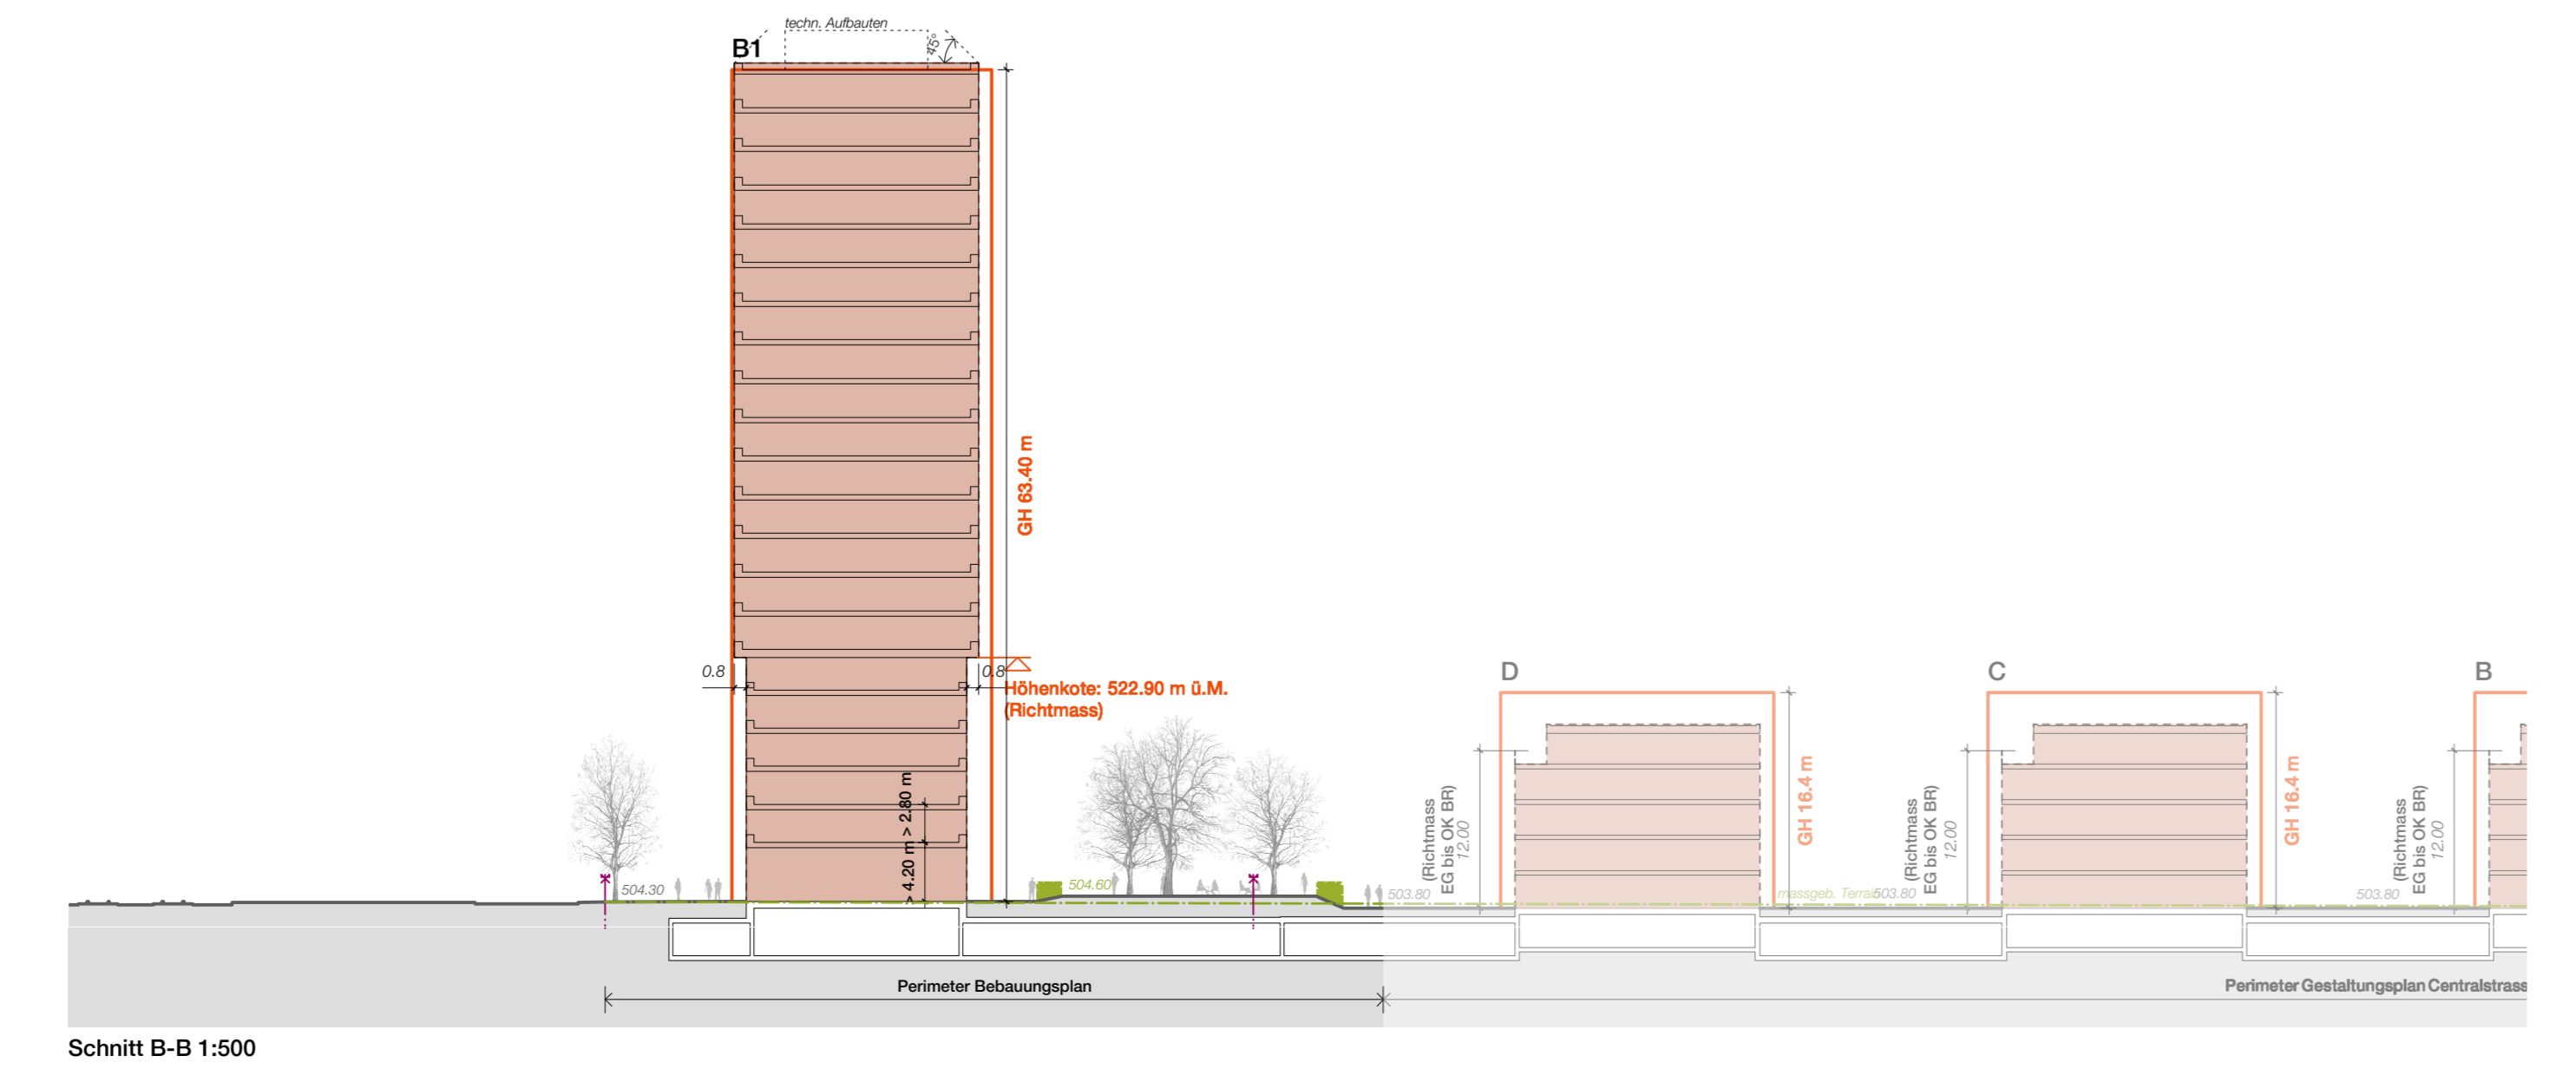 techn. Aufbauten
B1
45°
GH 63.40 m
0.8
0.8
Höhenkote: 522.90 m ü.M.
(Richtmass)
> 4.20 m > 2.80 m
504.30
504.60
503.80
D
(Richtmass
EG bis OK BR)
12.00
GH 16.4 m
massgeb. Terrain
503.80
C
(Richtmass
EG bis OK BR)
12.00
GH 16.4 m
503.80
B
(Richtmass
EG bis OK BR)
12.00
Perimeter Bebauungsplan
Perimeter Gestaltungsplan Centralstrass
Schnitt B-B 1:500